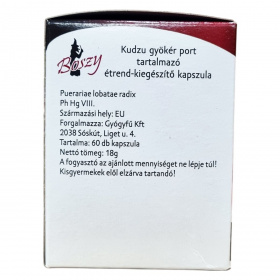 Boszy
Kudzu gyökér port
tartalmazó
étrend-kiegészítő kapszula
Puerariae lobatae radix
Ph Hg VIII.
Származási hely: EU
Forgalmazza: Gyógyfű Kft
2038 Sóskút, Liget u. 4.
Tartalma: 60 db kapszula
Nettó tömeg: 18g
A fogyasztó az ajánlott mennyiséget ne lépje túl!
Kisgyermekek elől elzárva tartandó!